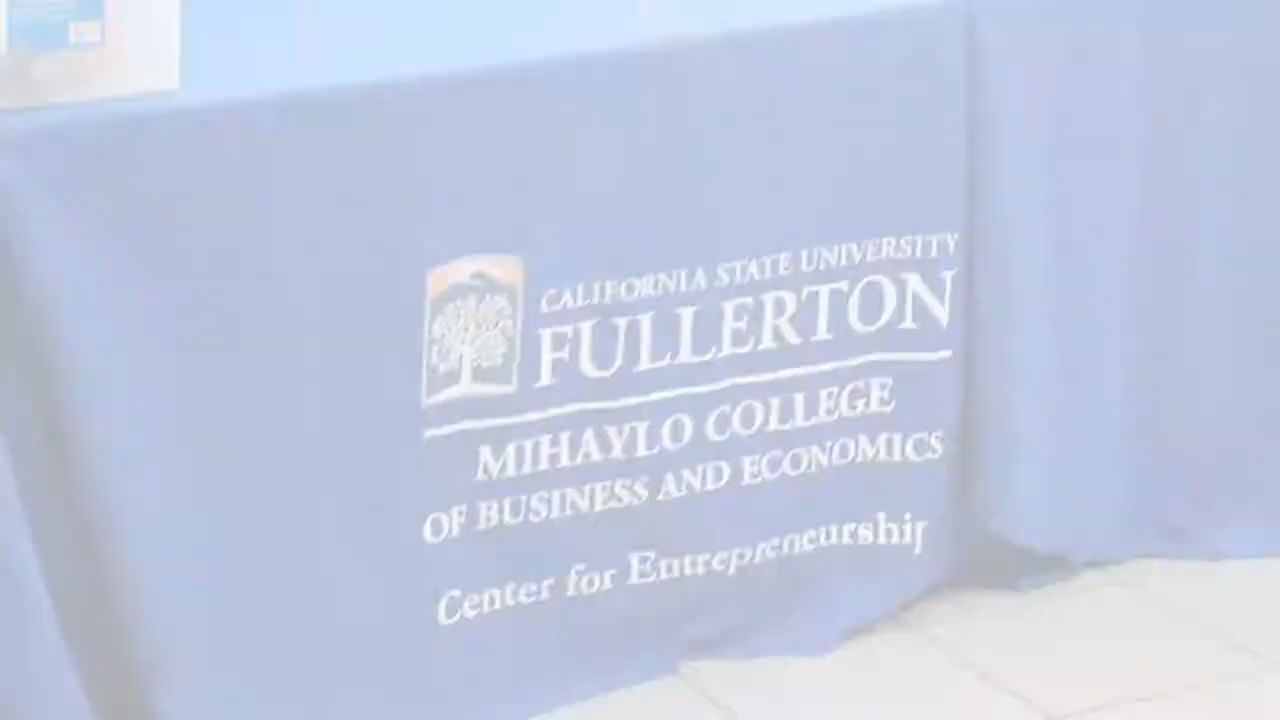 CALIFORNIA STATE UNIVERSITY
FULLERTON
MIHAYLO COLLEGE
OF BUSINESS AND ECONOMICS
Center for Entrepreneurship